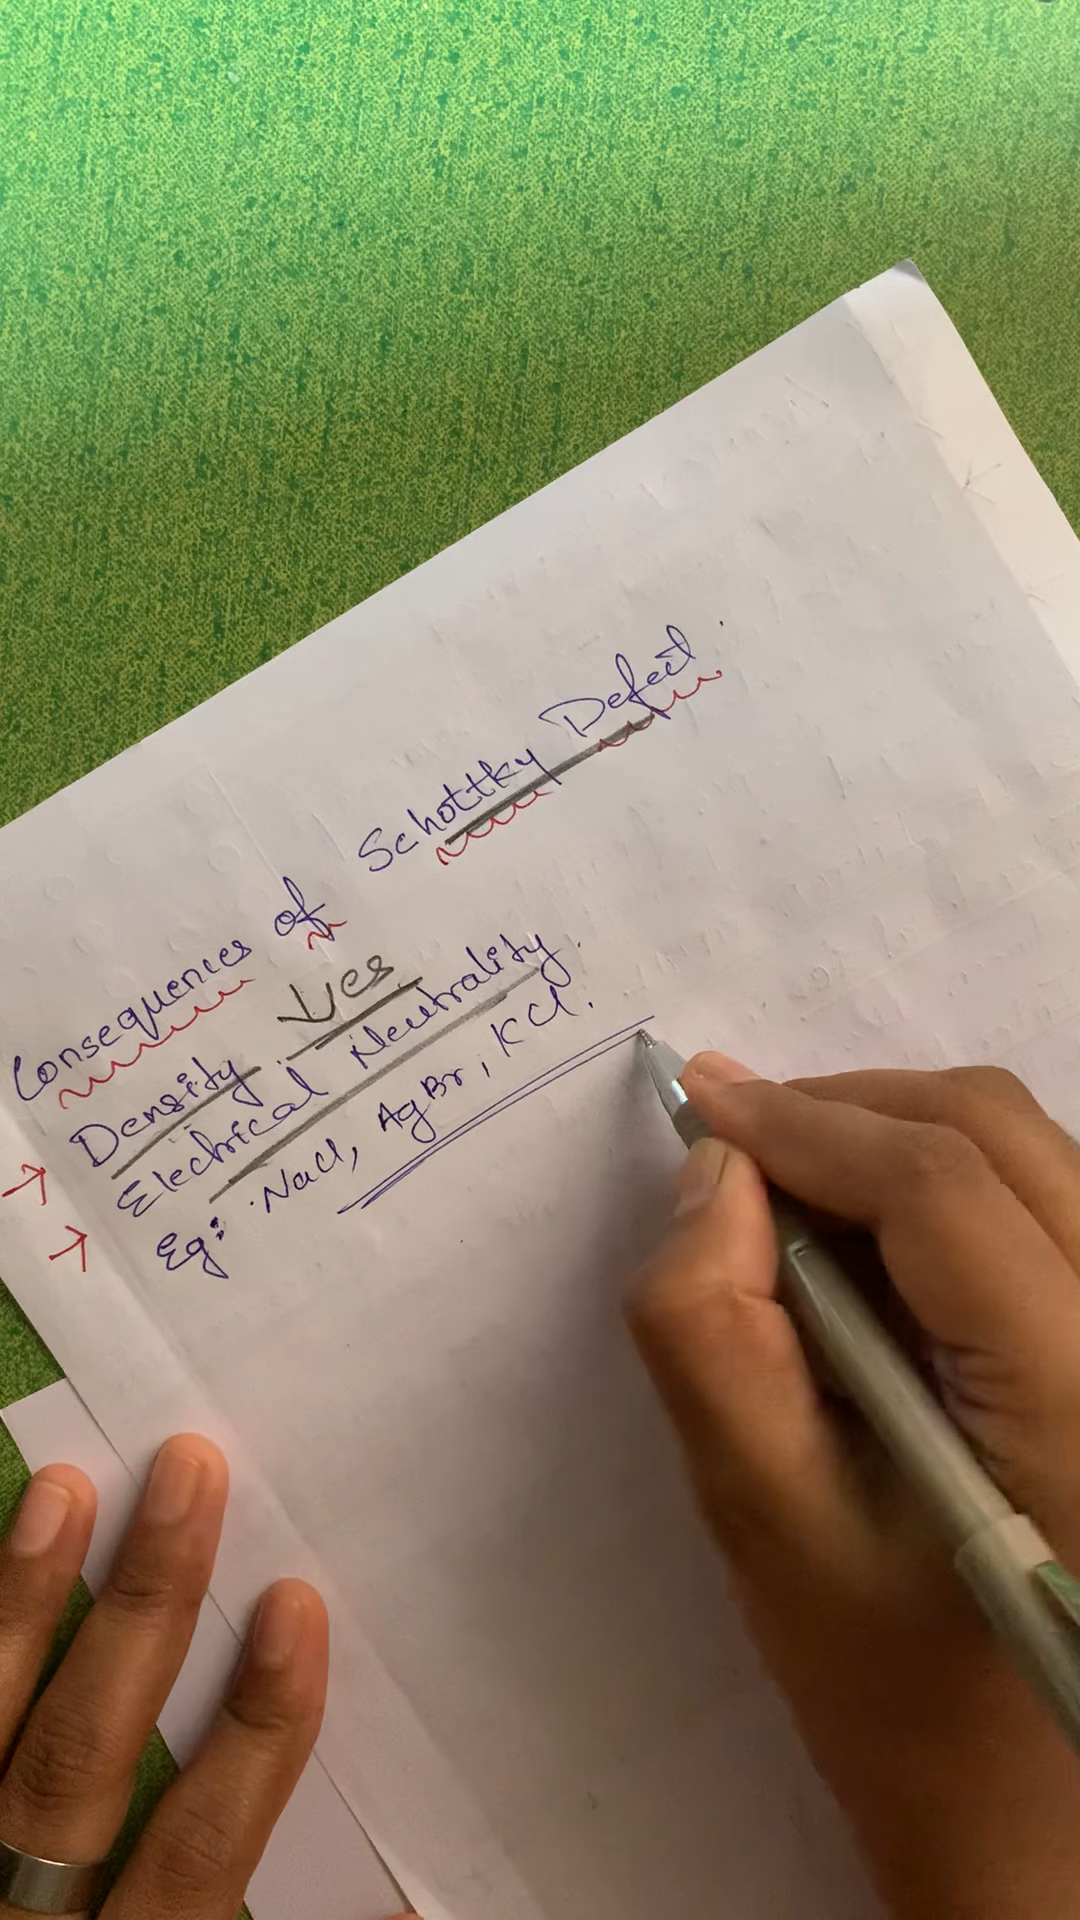 Consequences of Schottky Defect.
→ Density ↓es
→ Electrical Neutrality.
Eg: NaCl, AgBr, KCl.